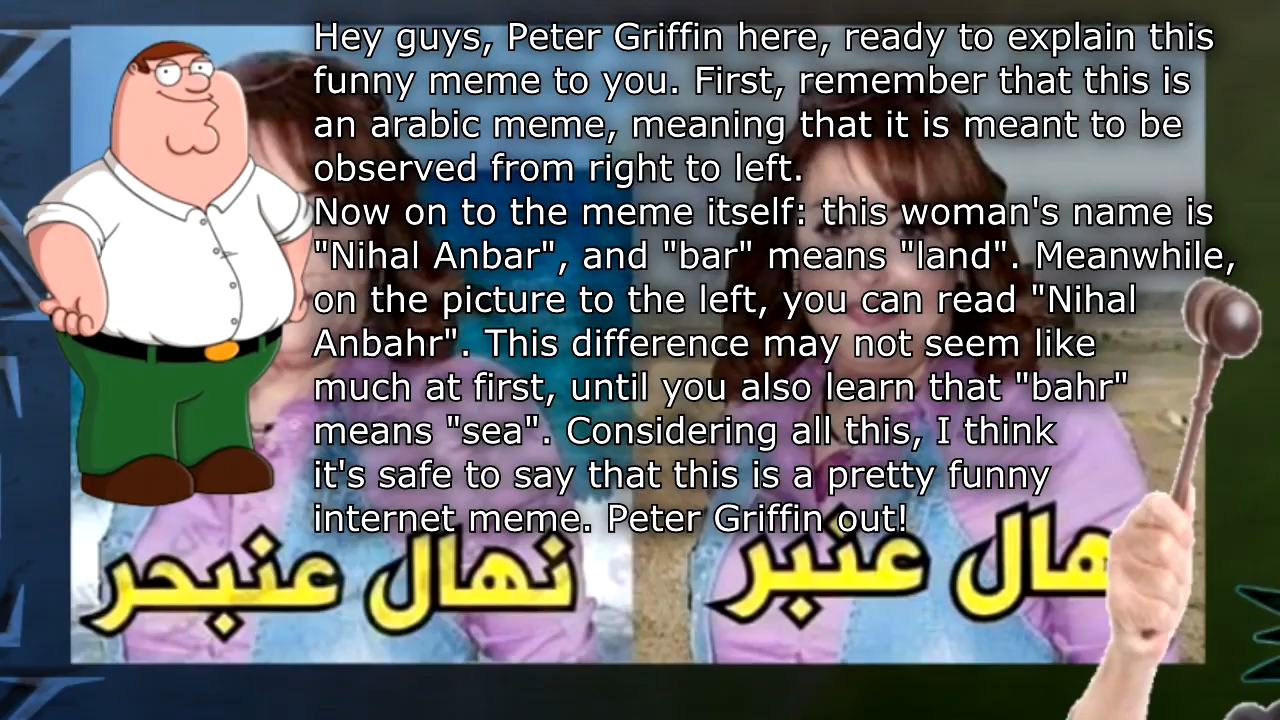 Hey guys, Peter Griffin here, ready to explain this
funny meme to you. First, remember that this is
an arabic meme, meaning that it is meant to be
observed from right to left.
Now on to the meme itself: this woman's name is
"Nihal Anbar", and "bar" means "land". Meanwhile,
on the picture to the left, you can read "Nihal
Anbahr". This difference may not seem like
much at first, until you also learn that "bahr"
means "sea". Considering all this, I think
it's safe to say that this is a pretty funny
internet meme. Peter Griffin out!
نهال عنبر
نهال عنبحر